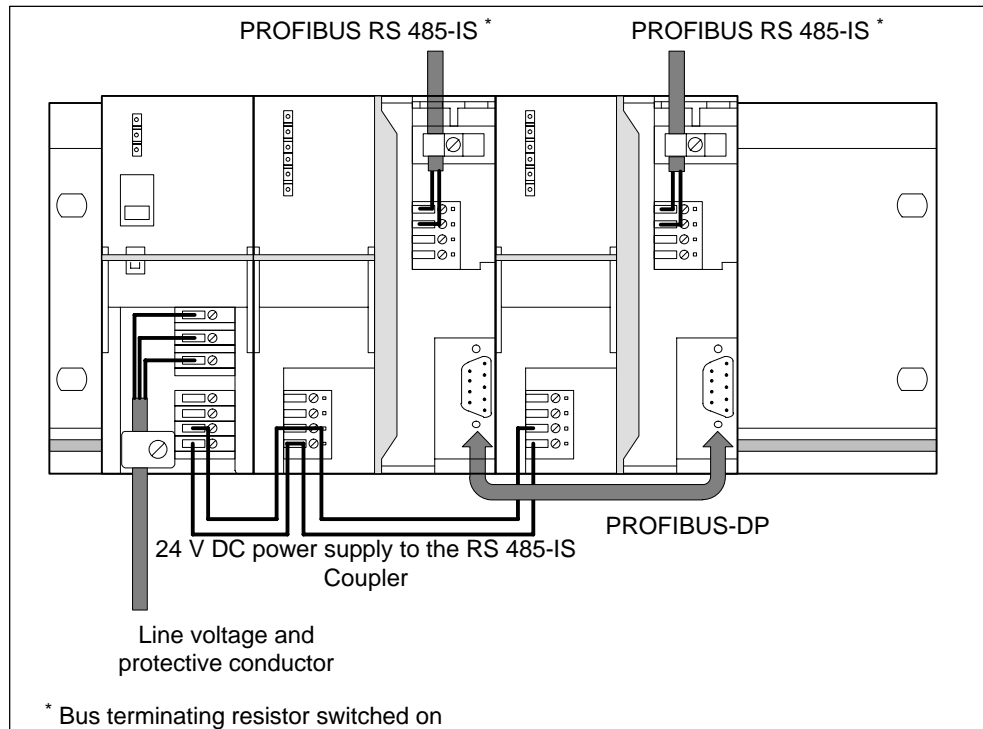 PROFIBUS RS 485-IS *
PROFIBUS RS 485-IS *
PROFIBUS-DP
24 V DC power supply to the RS 485-IS
Coupler
Line voltage and
protective conductor
* Bus terminating resistor switched on